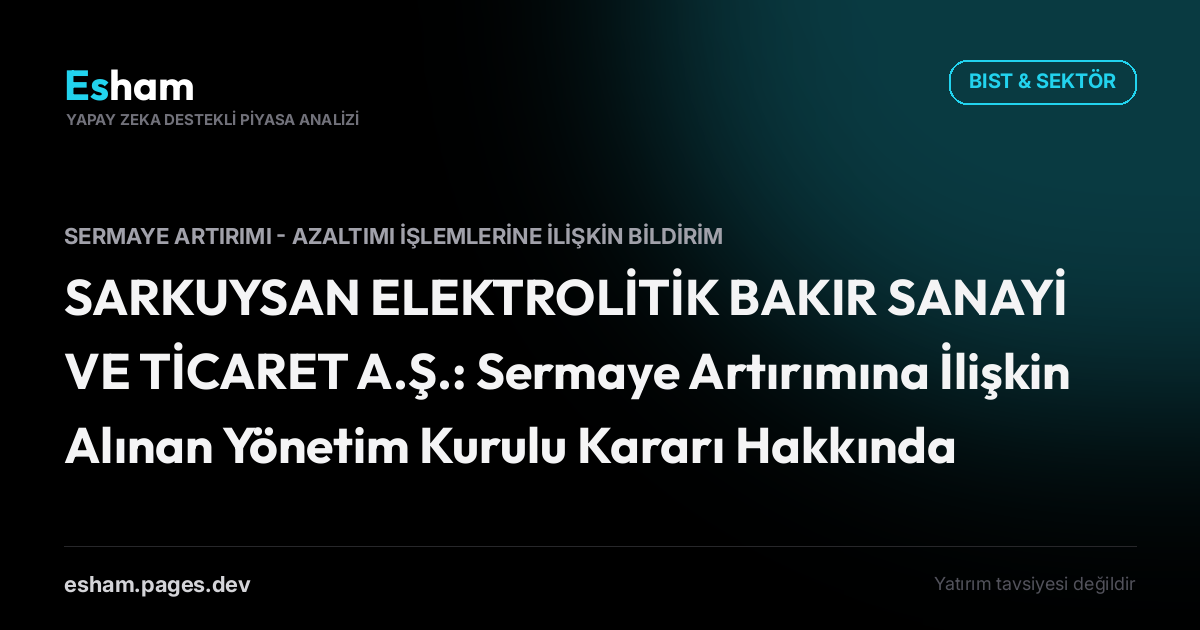 Esham
BIST & SEKTÖR
YAPAY ZEKA DESTEKLİ PİYASA ANALİZİ
SERMAYE ARTIRIMI - AZALTIMI İŞLEMLERİNE İLİŞKİN BİLDİRİM
SARKUYSAN ELEKTROLİTİK BAKIR SANAYİ
VE TİCARET A.Ş.: Sermaye Artırımına İlişkin
Alınan Yönetim Kurulu Kararı Hakkında
esham.pages.dev
Yatırım tavsiyesi değildir